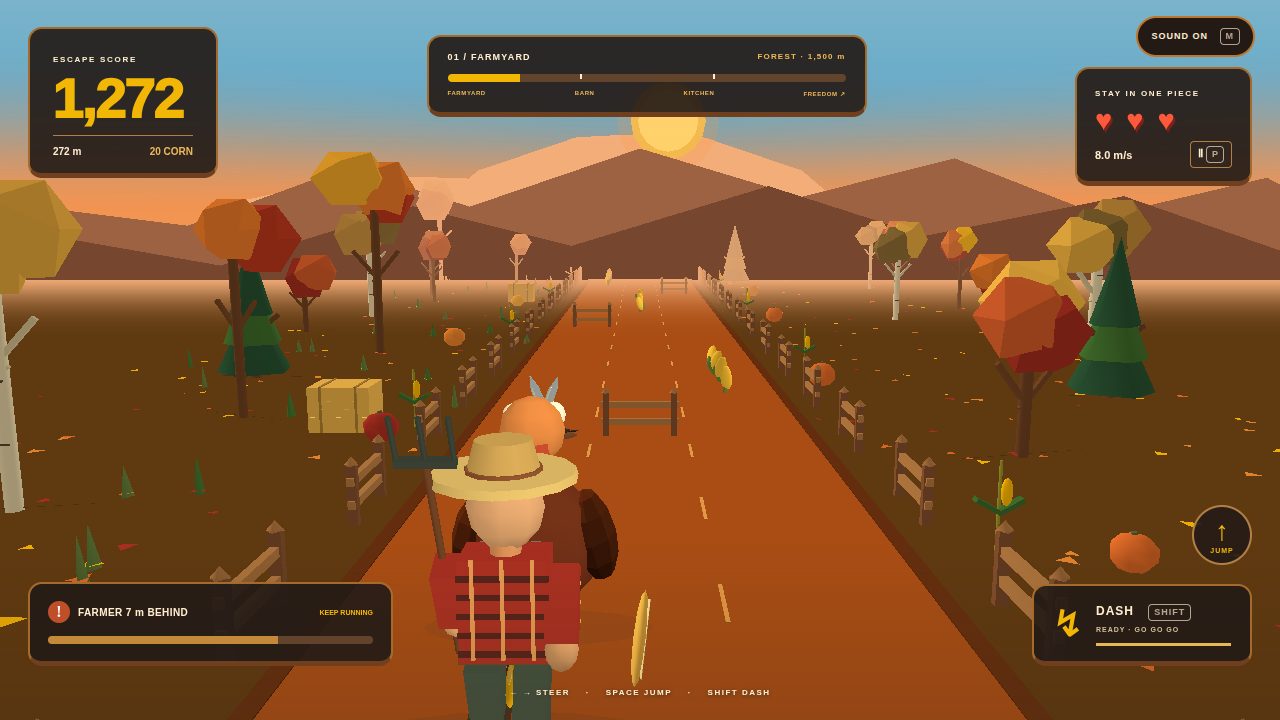 ESCAPE SCORE
1,272
272 m
20 CORN
01 / FARMYARD
FOREST · 1,500 m
FARMYARD
BARN
KITCHEN
FREEDOM ↗
SOUND ON M
STAY IN ONE PIECE
8.0 m/s
P
↑
JUMP
! FARMER 7 m BEHIND
KEEP RUNNING
DASH SHIFT
READY · GO GO GO
← → STEER · SPACE JUMP · SHIFT DASH